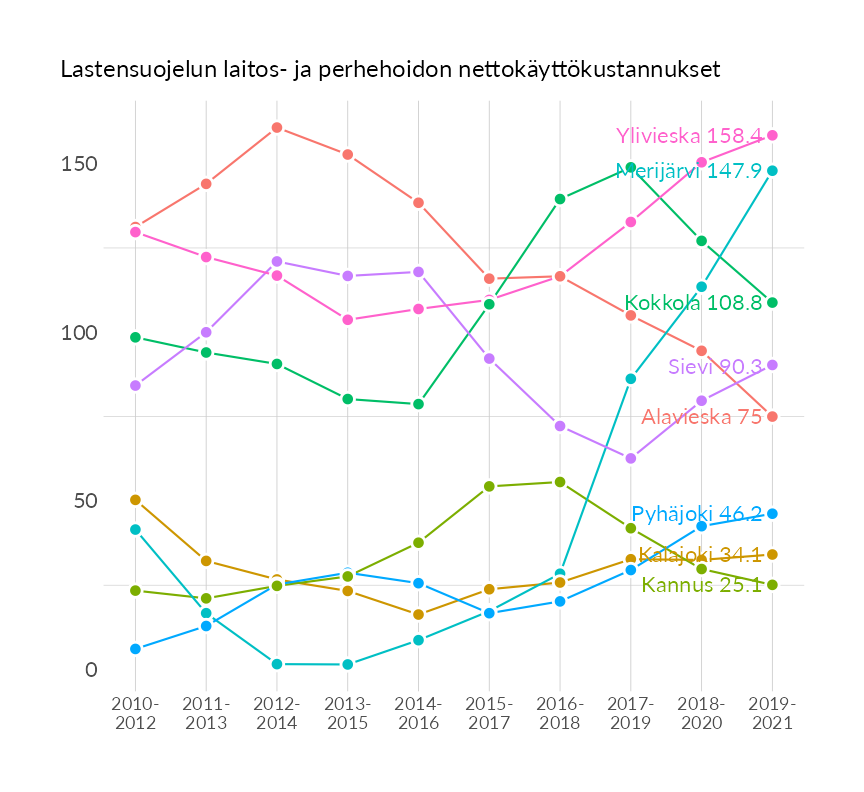 Lastensuojelun laitos- ja perhehoidon nettokäyttökustannukset
Ylivieska 158.4
150
Merijärvi 147.9
Kokkola 108.8
100
Sievi 90.3
Alavieska 75
50
Pyhäjoki 46.2
Kalajoki 34.1
Kannus 25.1
0
2010- 2011- 2012- 2013- 2014- 2015- 2016- 2017- 2018- 2019-
2012 2013 2014 2015 2016 2017 2018 2019 2020 2021